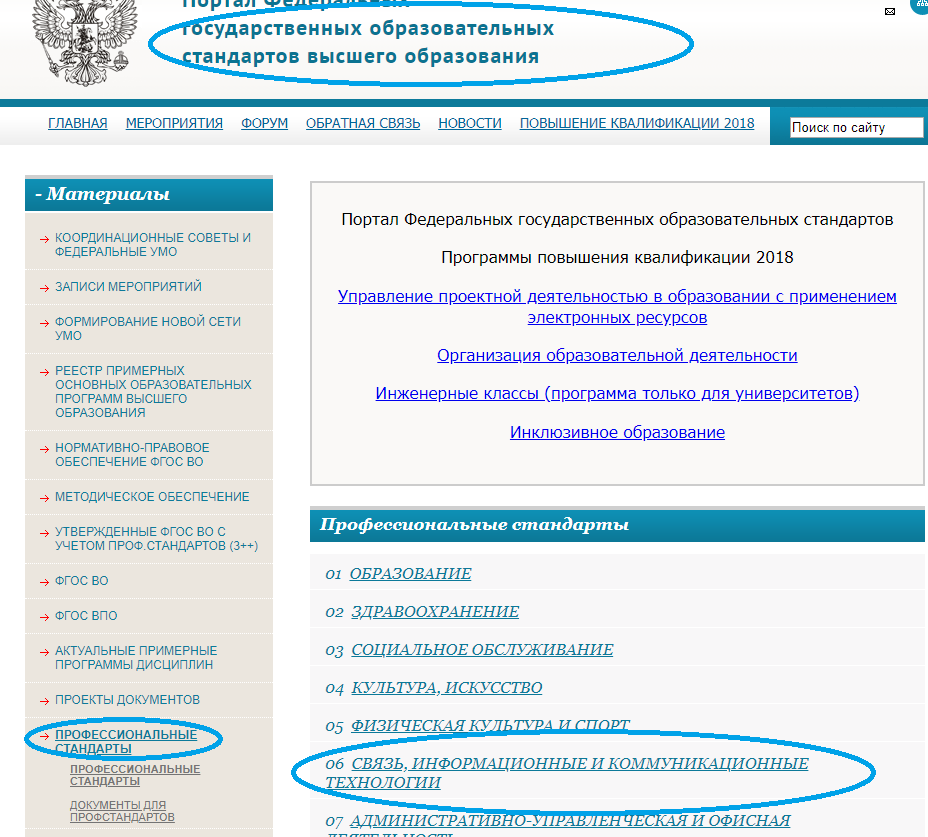 Портал Федеральных
государственных образовательных
стандартов высшего образования
ГЛАВНАЯ МЕРОПРИЯТИЯ ФОРУМ ОБРАТНАЯ СВЯЗЬ НОВОСТИ ПОВЫШЕНИЕ КВАЛИФИКАЦИИ 2018
Поиск по сайту
- Материалы
КООРДИНАЦИОННЫЕ СОВЕТЫ И
ФЕДЕРАЛЬНЫЕ УМО
ЗАПИСИ МЕРОПРИЯТИЙ
ФОРМИРОВАНИЕ НОВОЙ СЕТИ
УМО
РЕЕСТР ПРИМЕРНЫХ
ОСНОВНЫХ ОБРАЗОВАТЕЛЬНЫХ
ПРОГРАММ ВЫСШЕГО
ОБРАЗОВАНИЯ
НОРМАТИВНО-ПРАВОВОЕ
ОБЕСПЕЧЕНИЕ ФГОС ВО
МЕТОДИЧЕСКОЕ ОБЕСПЕЧЕНИЕ
УТВЕРЖДЕННЫЕ ФГОС ВО С
УЧЕТОМ ПРОФ.СТАНДАРТОВ (3++)
ФГОС ВО
ФГОС ВПО
АКТУАЛЬНЫЕ ПРИМЕРНЫЕ
ПРОГРАММЫ ДИСЦИПЛИН
ПРОЕКТЫ ДОКУМЕНТОВ
ПРОФЕССИОНАЛЬНЫЕ
СТАНДАРТЫ
ПРОФЕССИОНАЛЬНЫЕ
СТАНДАРТЫ
ДОКУМЕНТЫ ДЛЯ
ПРОФСТАНДАРТОВ
Портал Федеральных государственных образовательных стандартов
Программы повышения квалификации 2018
Управление проектной деятельностью в образовании с применением
электронных ресурсов
Организация образовательной деятельности
Инженерные классы (программа только для университетов)
Инклюзивное образование
Профессиональные стандарты
01 ОБРАЗОВАНИЕ
02 ЗДРАВООХРАНЕНИЕ
03 СОЦИАЛЬНОЕ ОБСЛУЖИВАНИЕ
04 КУЛЬТУРА, ИСКУССТВО
05 ФИЗИЧЕСКАЯ КУЛЬТУРА И СПОРТ
06 СВЯЗЬ, ИНФОРМАЦИОННЫЕ И КОММУНИКАЦИОННЫЕ
ТЕХНОЛОГИИ
07 АДМИНИСТРАТИВНО-УПРАВЛЕНЧЕСКАЯ И ОФИСНАЯ
ДЕЯТЕЛЬНОСТЬ